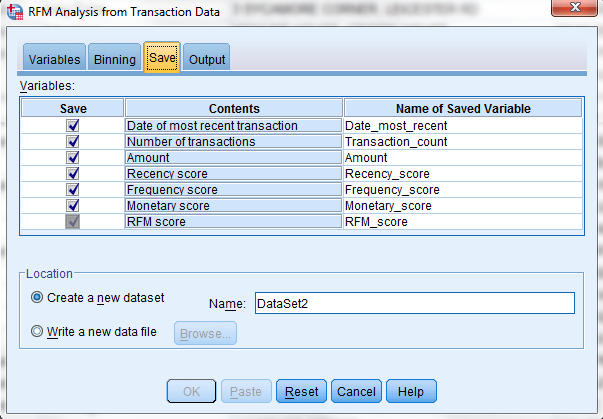 RFM Analysis from Transaction Data
Variables Binning Save Output
Variables:
Save Contents Name of Saved Variable
Date of most recent transaction Date_most_recent
Number of transactions Transaction_count
Amount Amount
Recency score Recency_score
Frequency score Frequency_score
Monetary score Monetary_score
RFM score RFM_score
Location
Create a new dataset Name: DataSet2
Write a new data file Browse...
OK Paste Reset Cancel Help